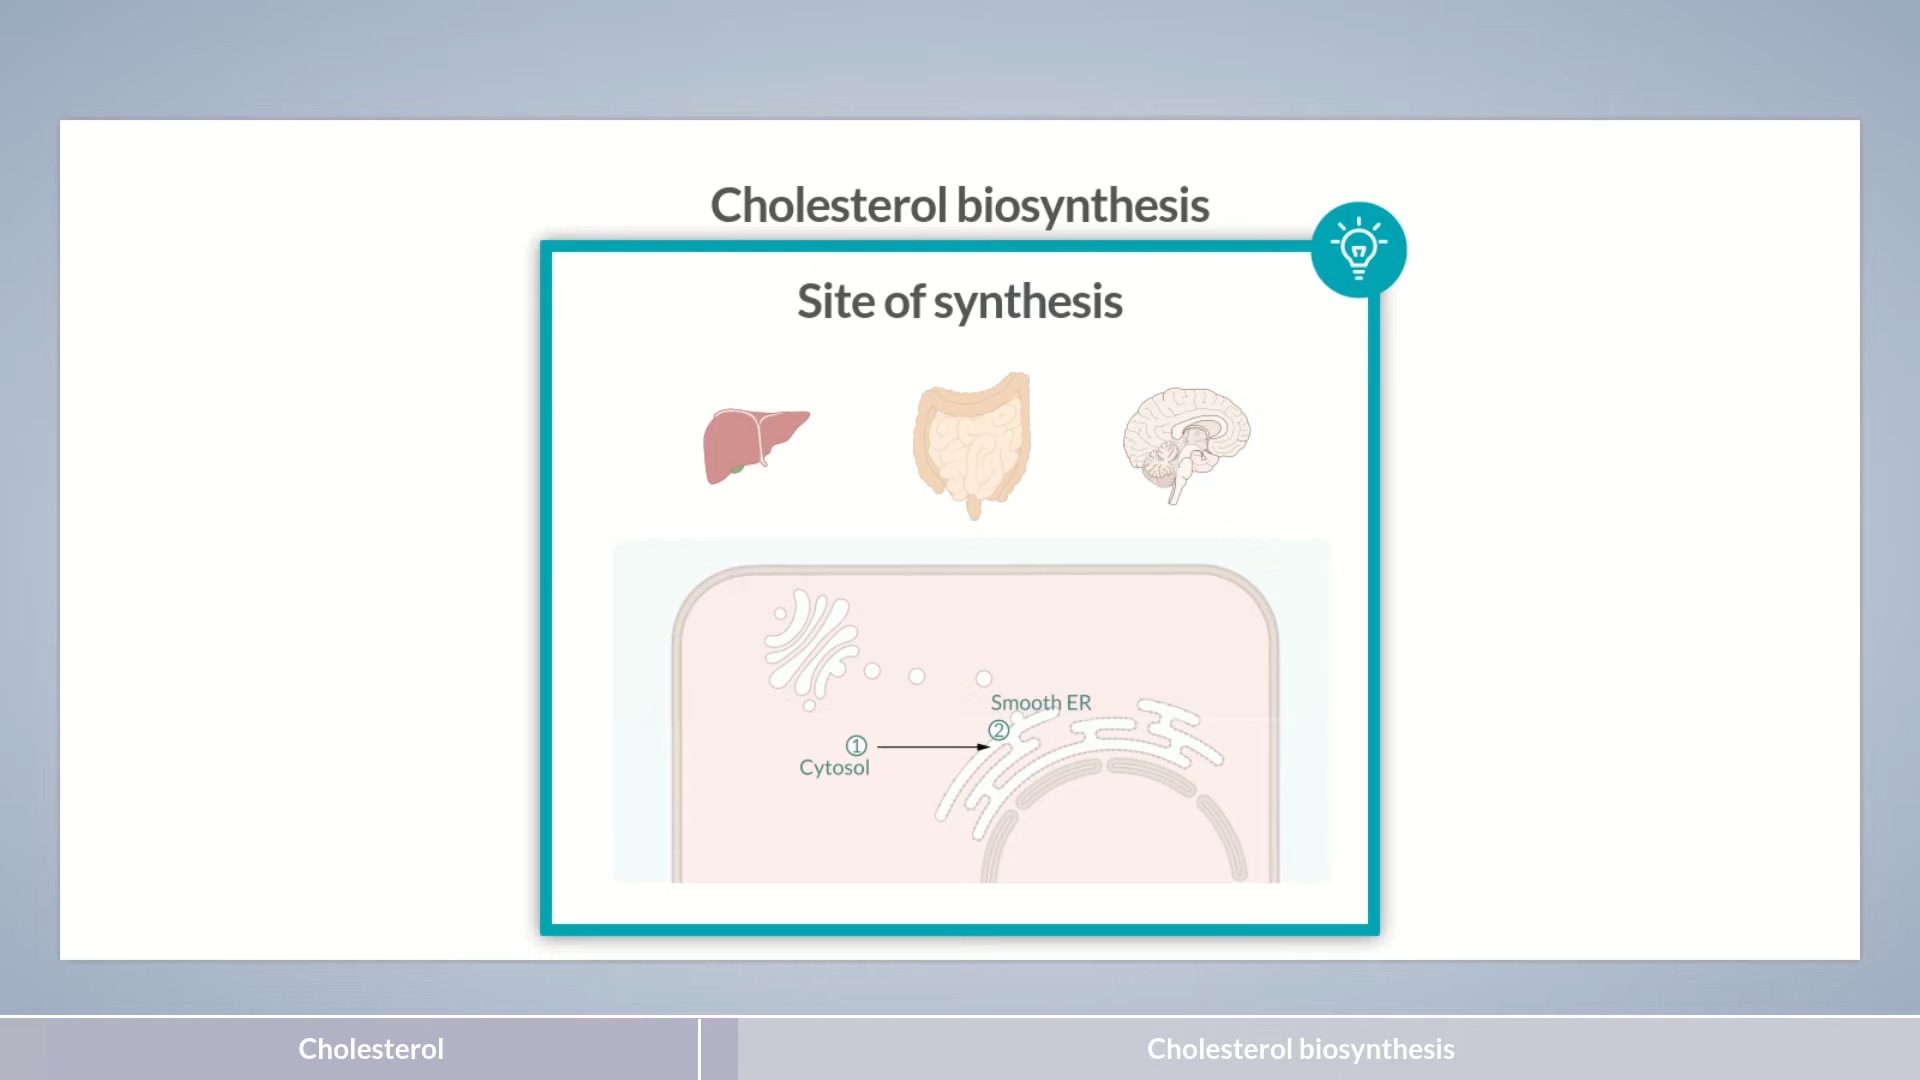 Cholesterol biosynthesis
Site of synthesis
Smooth ER
②
①
Cytosol
Cholesterol
Cholesterol biosynthesis